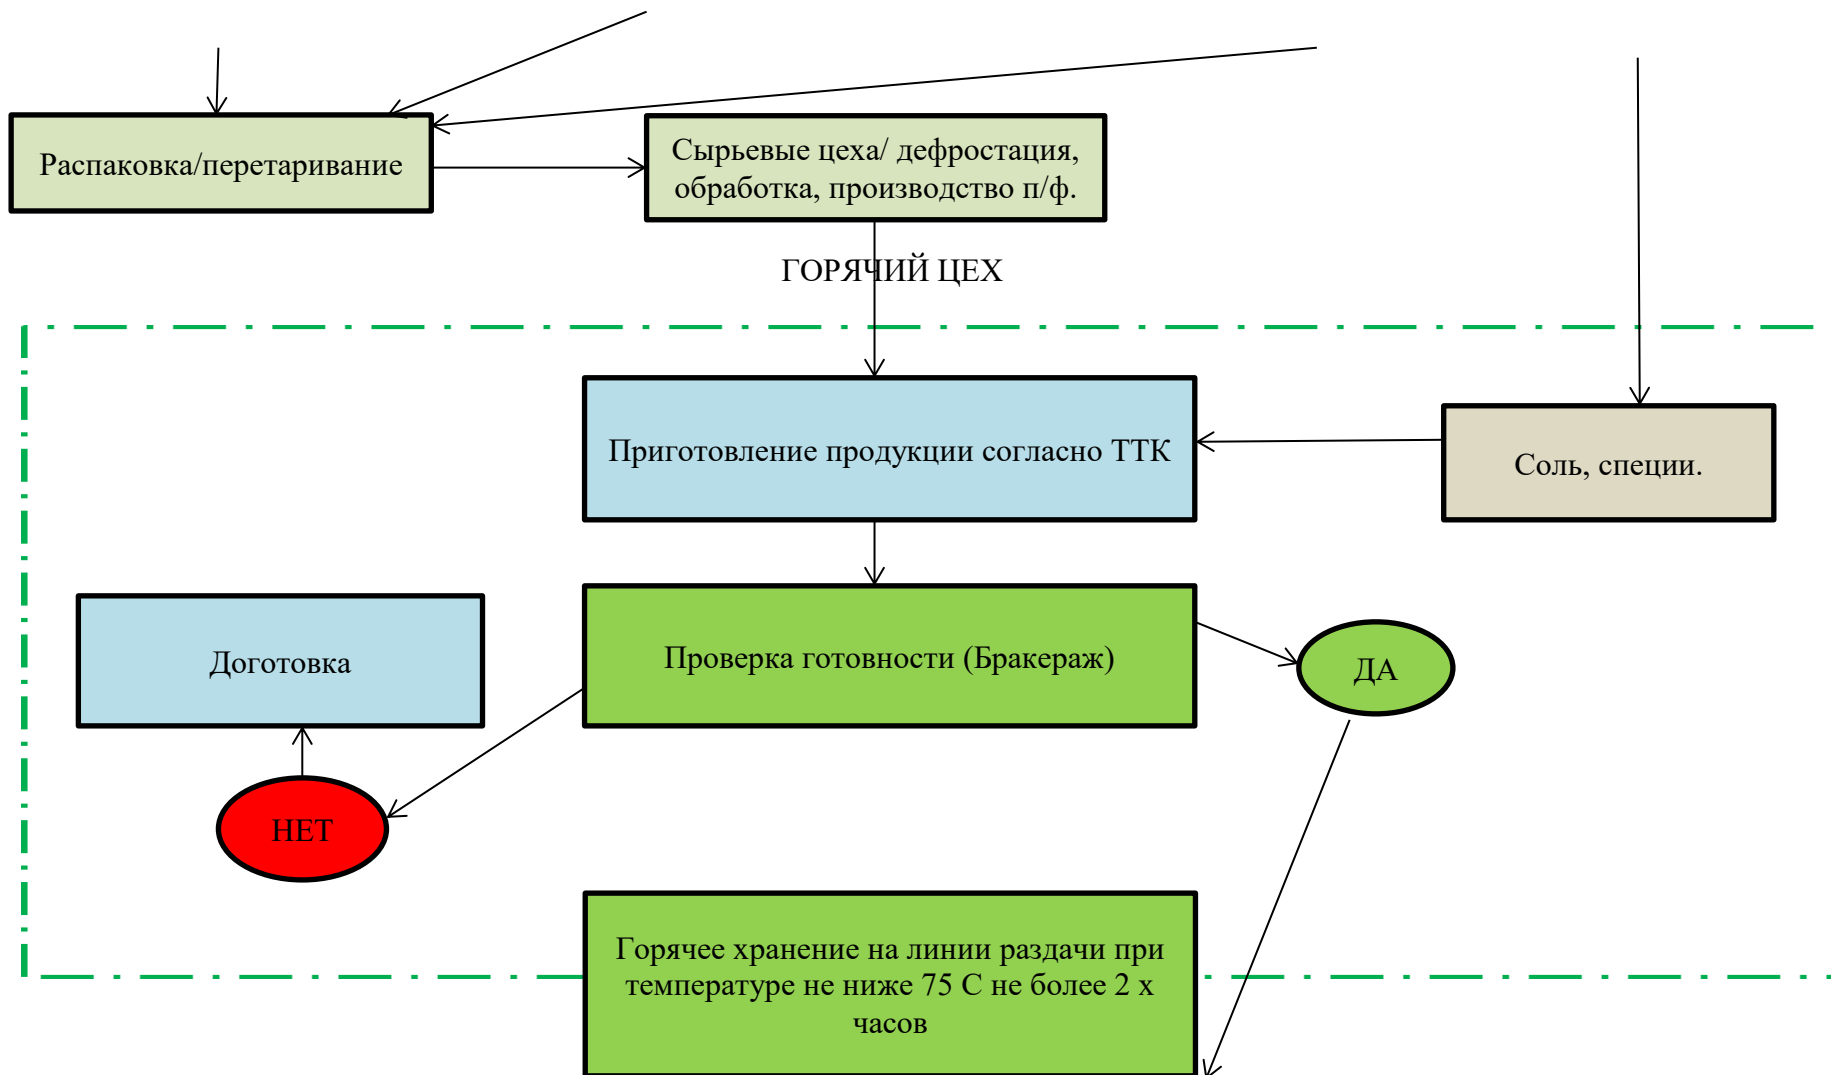 Распаковка/перетаривание
Сырьевые цеха/ дефростация,
обработка, производство п/ф.
ГОРЯЧИЙ ЦЕХ
Приготовление продукции согласно ТТК
Соль, специи.
Доготовка
Проверка готовности (Бракераж)
ДА
НЕТ
Горячее хранение на линии раздачи при
температуре не ниже 75 С не более 2 х
часов